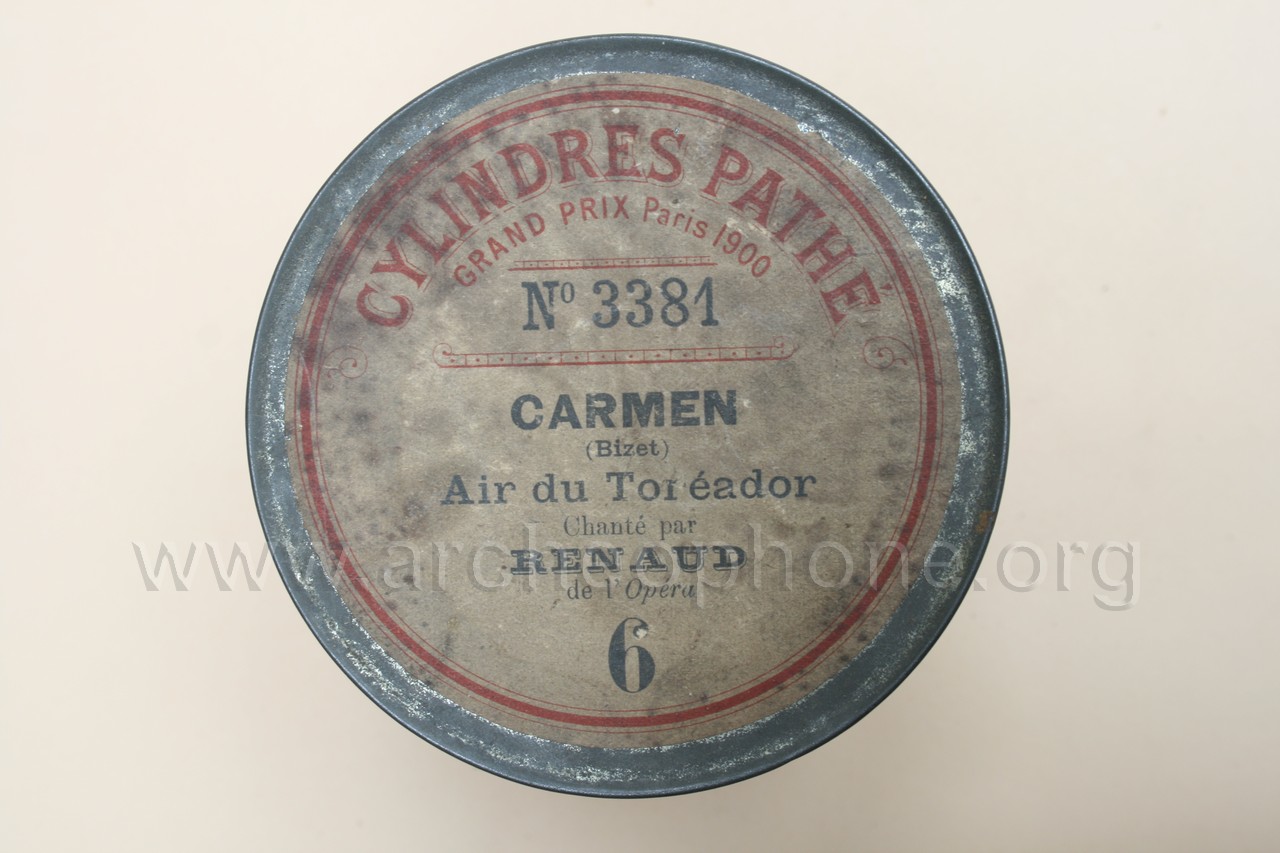 CYLINDRES PATHÉ
GRAND PRIX Paris 1900
Nº 3381
CARMEN
(Bizet)
Air du Toréador
Chanté par
RENAUD
de l'Opéra
6
www.archeophone.org